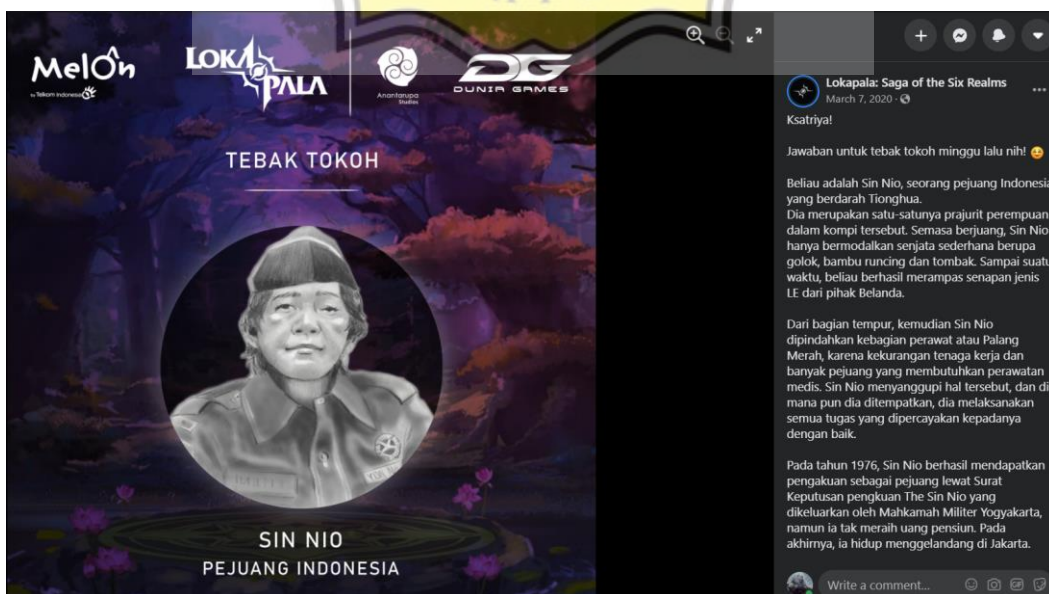 Melôn
by Telkom Indonesia
LOKA
PALA
Anantarupa
Studios
DG
DUNIA GAMES
TEBAK TOKOH
SIN NIO
PEJUANG INDONESIA
Lokapala: Saga of the Six Realms
March 7, 2020 ·
Ksatriya!
Jawaban untuk tebak tokoh minggu lalu nih!
Beliau adalah Sin Nio, seorang pejuang Indonesia
yang berdarah Tionghua.
Dia merupakan satu-satunya prajurit perempuan
dalam kompi tersebut. Semasa berjuang, Sin Nio
hanya bermodalkan senjata sederhana berupa
golok, bambu runcing dan tombak. Sampai suatu
waktu, beliau berhasil merampas senapan jenis
LE dari pihak Belanda.
Dari bagian tempur, kemudian Sin Nio
dipindahkan kebagian perawat atau Palang
Merah, karena kekurangan tenaga kerja dan
banyak pejuang yang membutuhkan perawatan
medis. Sin Nio menyanggupi hal tersebut, dan di
mana pun dia ditempatkan, dia melaksanakan
semua tugas yang dipercayakan kepadanya
dengan baik.
Pada tahun 1976, Sin Nio berhasil mendapatkan
pengakuan sebagai pejuang lewat Surat
Keputusan pengkuan The Sin Nio yang
dikeluarkan oleh Mahkamah Militer Yogyakarta,
namun ia tak meraih uang pensiun. Pada
akhirnya, ia hidup menggelandang di Jakarta.
Write a comment...
GIF